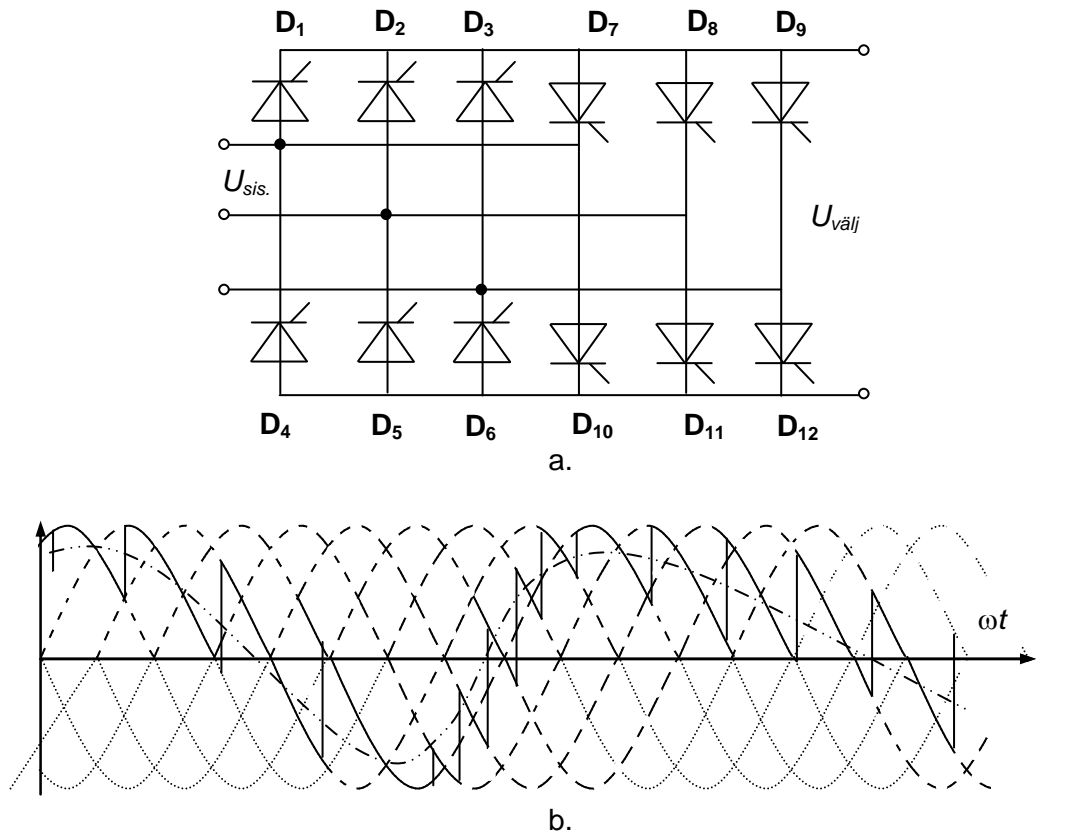 D₁ D₂ D₃ D₇ D₈ D₉
Usis.
Uvälj
D₄ D₅ D₆ D₁₀ D₁₁ D₁₂
a.
ωt
b.